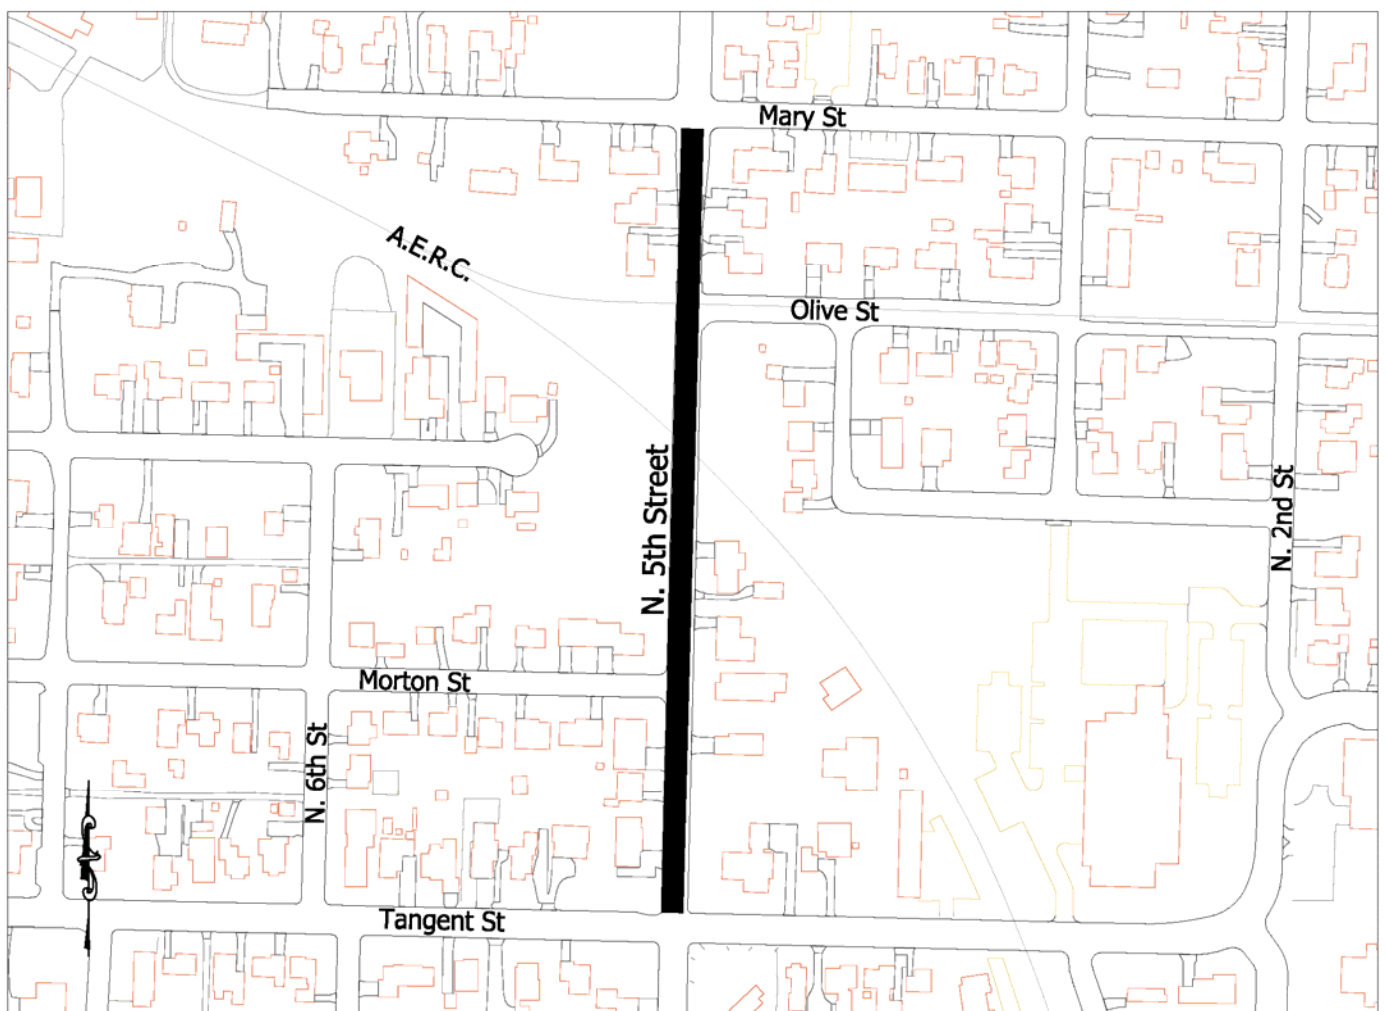 Mary St
A.E.R.C.
Olive St
N. 5th Street
N. 2nd St
Morton St
N. 6th St
Tangent St